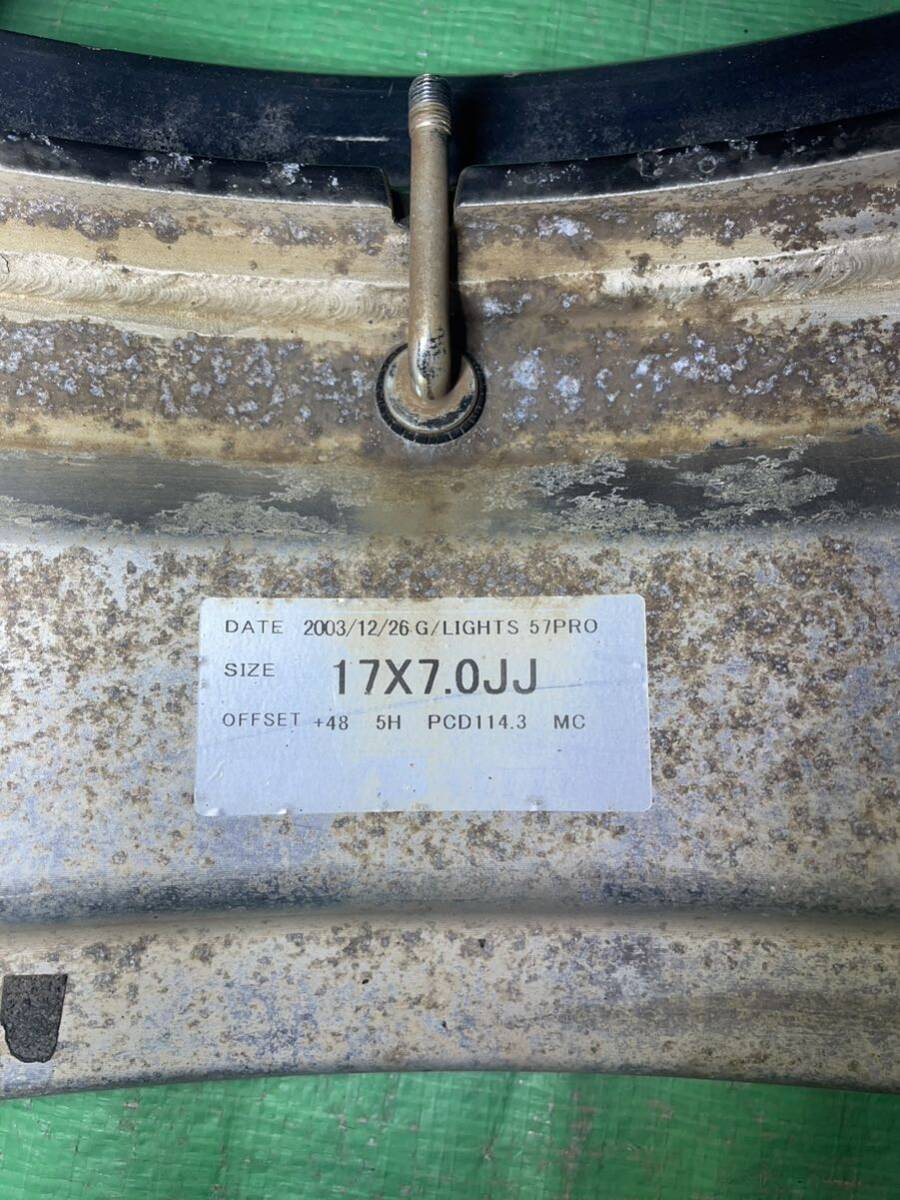 DATE 2003/12/26 G/LIGHTS 57PRO
SIZE 17X7.0JJ
OFFSET +48 5H PCD114.3 MC